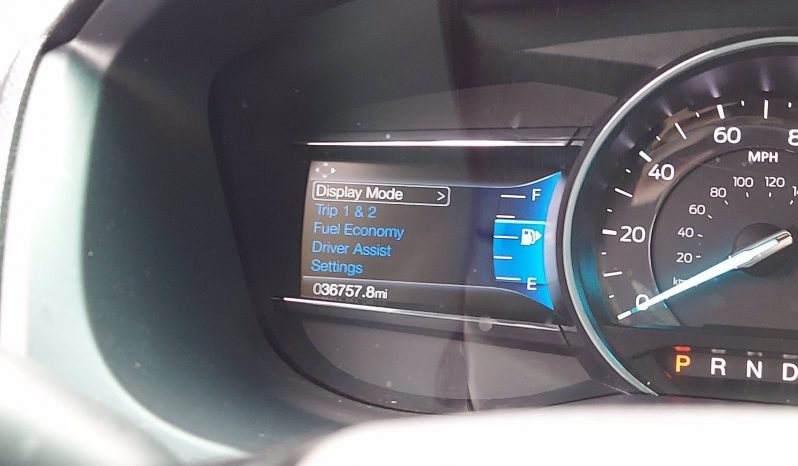 Display Mode >
Trip 1 & 2
Fuel Economy
Driver Assist
Settings
036757.8mi
F
E
0
20
40
60
8
MPH
20
40
60
80
100
120
P R N D